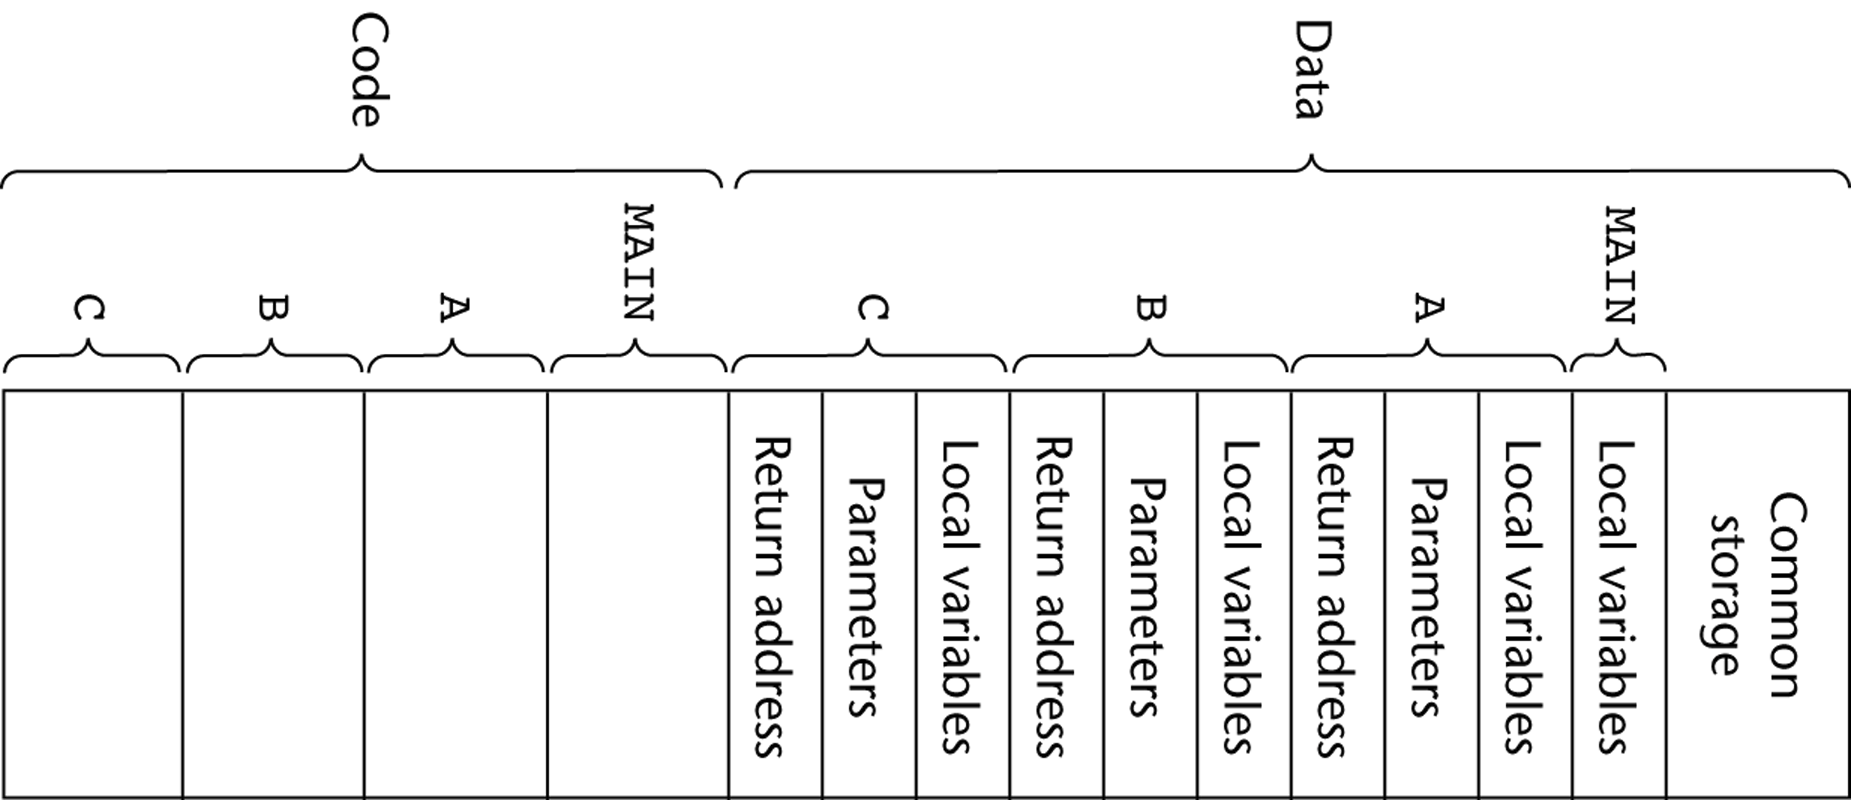 Data
MAIN
A
B
C
Code
MAIN
A
B
C
Common
storage
Local variables
Local variables
Parameters
Return address
Local variables
Parameters
Return address
Local variables
Parameters
Return address